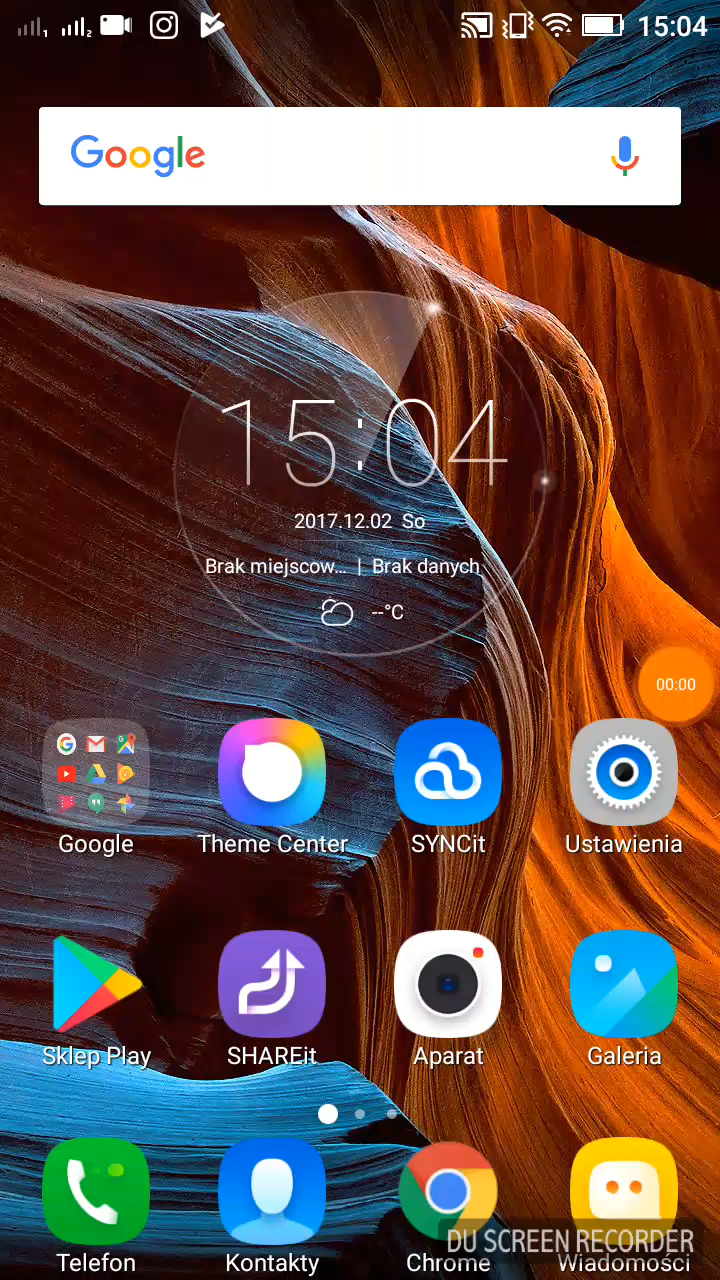 15:04
Google
15:04
2017.12.02 So
Brak miejscow... | Brak danych
--°C
00:00
Google
Theme Center
SYNCit
Ustawienia
Sklep Play
SHAREit
Aparat
Galeria
DU SCREEN RECORDER
Telefon
Kontakty
Chrome
Wiadomości